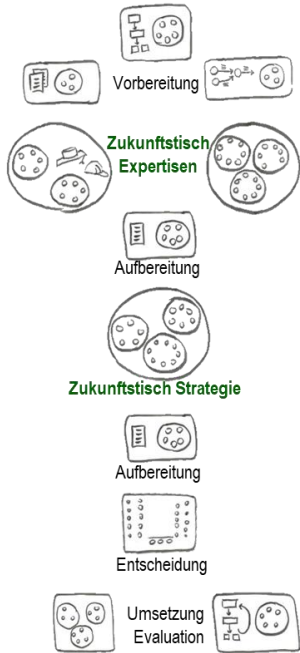 Vorbereitung
Zukunftstisch
Expertisen
Aufbereitung
Zukunftstisch Strategie
Aufbereitung
Entscheidung
Umsetzung
Evaluation